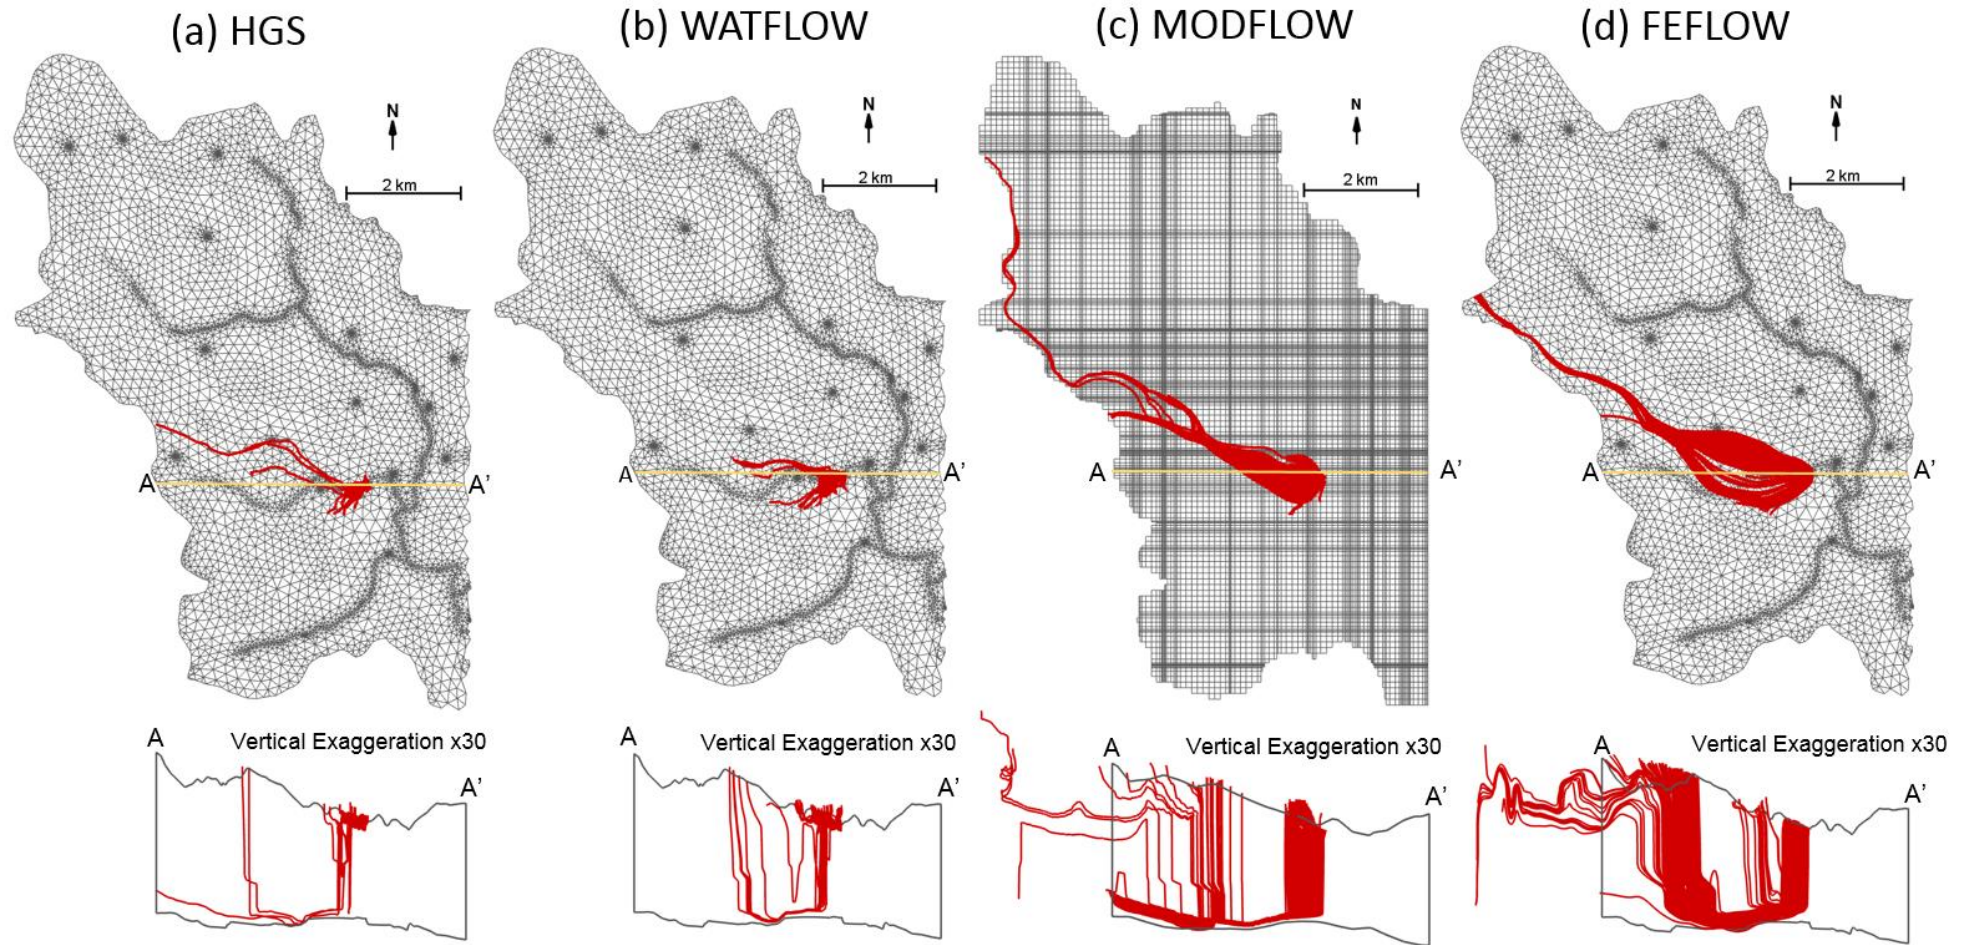 (a) HGS
(b) WATFLOW
(c) MODFLOW
(d) FEFLOW
N
N
N
N
2 km
2 km
2 km
2 km
A
A'
A
A'
A
A'
A
A'
A
Vertical Exaggeration x30
A'
A
Vertical Exaggeration x30
A'
A
Vertical Exaggeration x30
A'
A
Vertical Exaggeration x30
A'